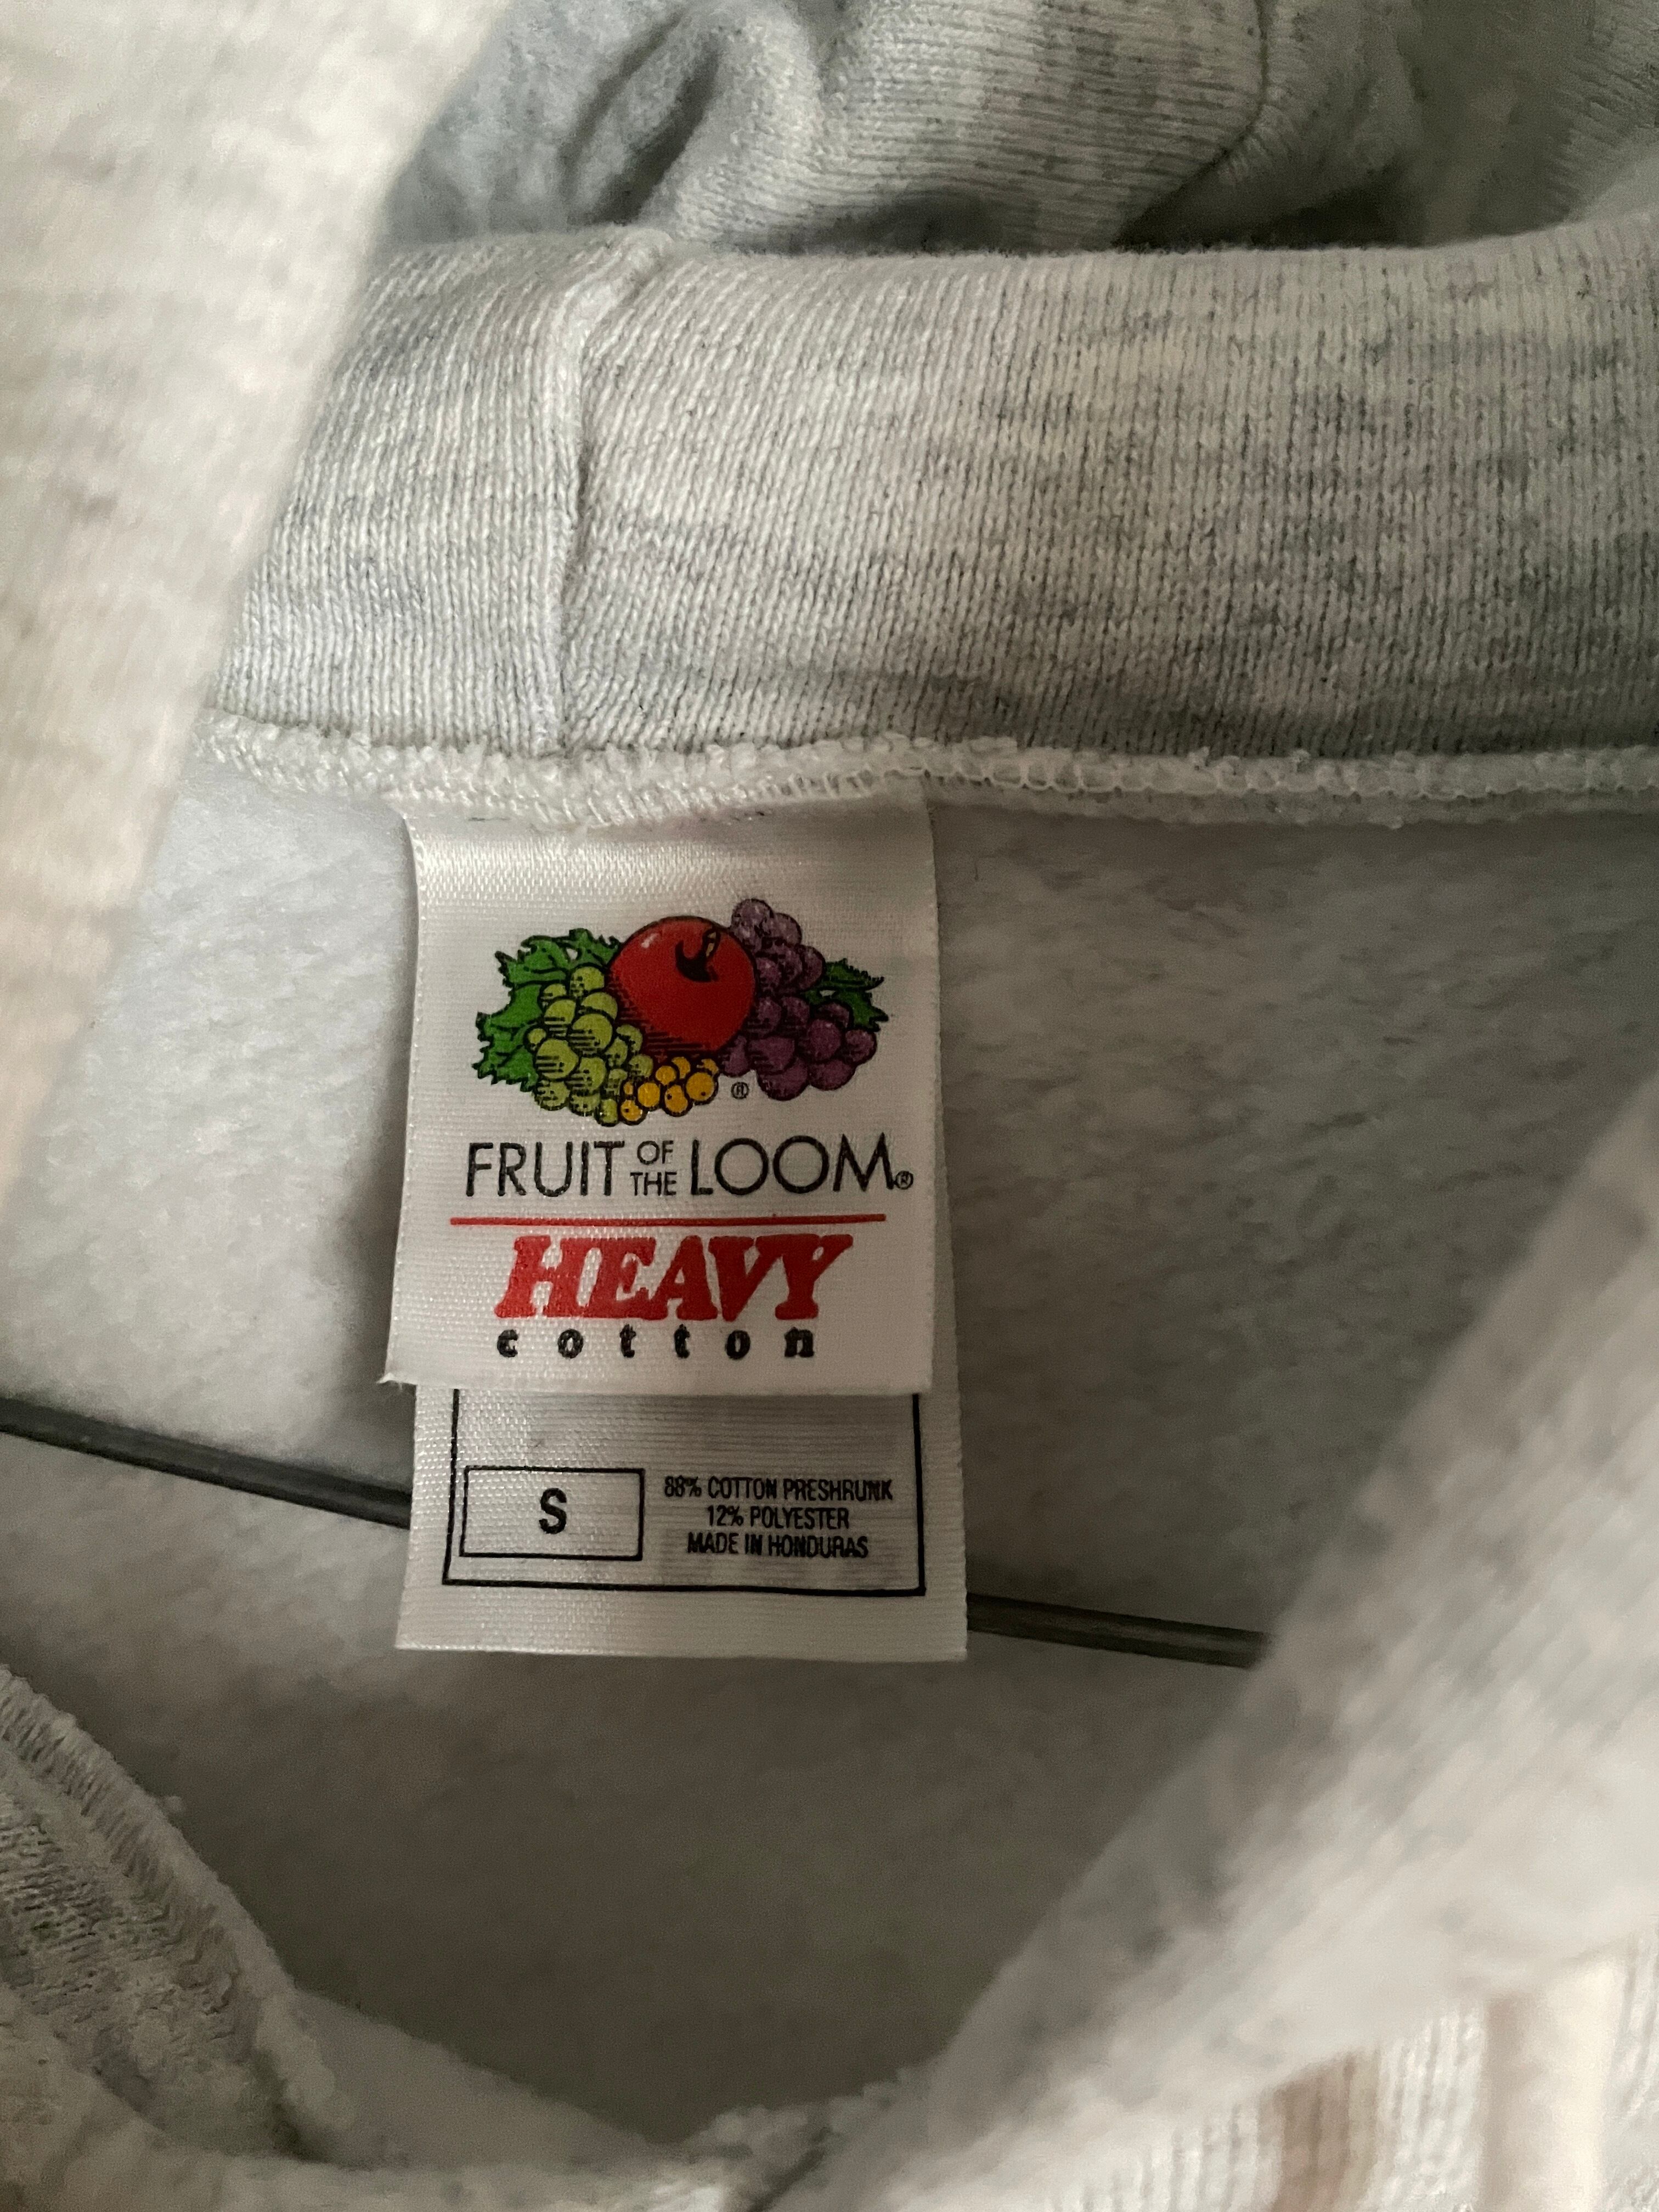 ®
FRUIT OF THE LOOM®
HEAVY
cotton
S
88% COTTON PRESHRUNK
12% POLYESTER
MADE IN HONDURAS